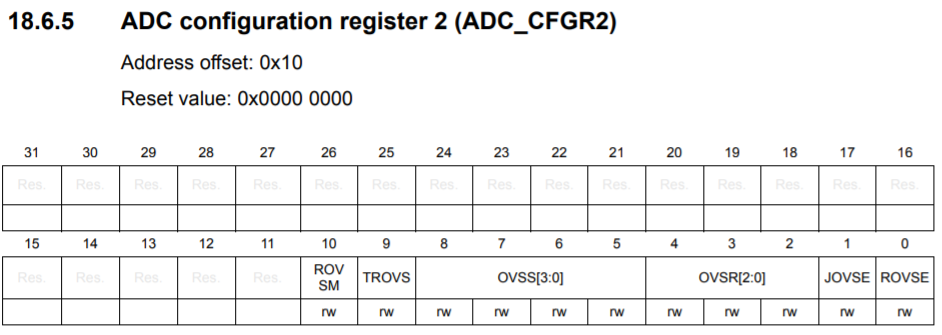 18.6.5 ADC configuration register 2 (ADC_CFGR2)
Address offset: 0x10
Reset value: 0x0000 0000
31 30 29 28 27 26 25 24 23 22 21 20 19 18 17 16
Res. Res. Res. Res. Res. Res. Res. Res. Res. Res. Res. Res. Res. Res. Res. Res.
15 14 13 12 11 10 9 8 7 6 5 4 3 2 1 0
Res. Res. Res. Res. Res. ROV SM TROVS OVSS[3:0] OVSR[2:0] JOVSE ROVSE
rw rw rw rw rw rw rw rw rw rw rw